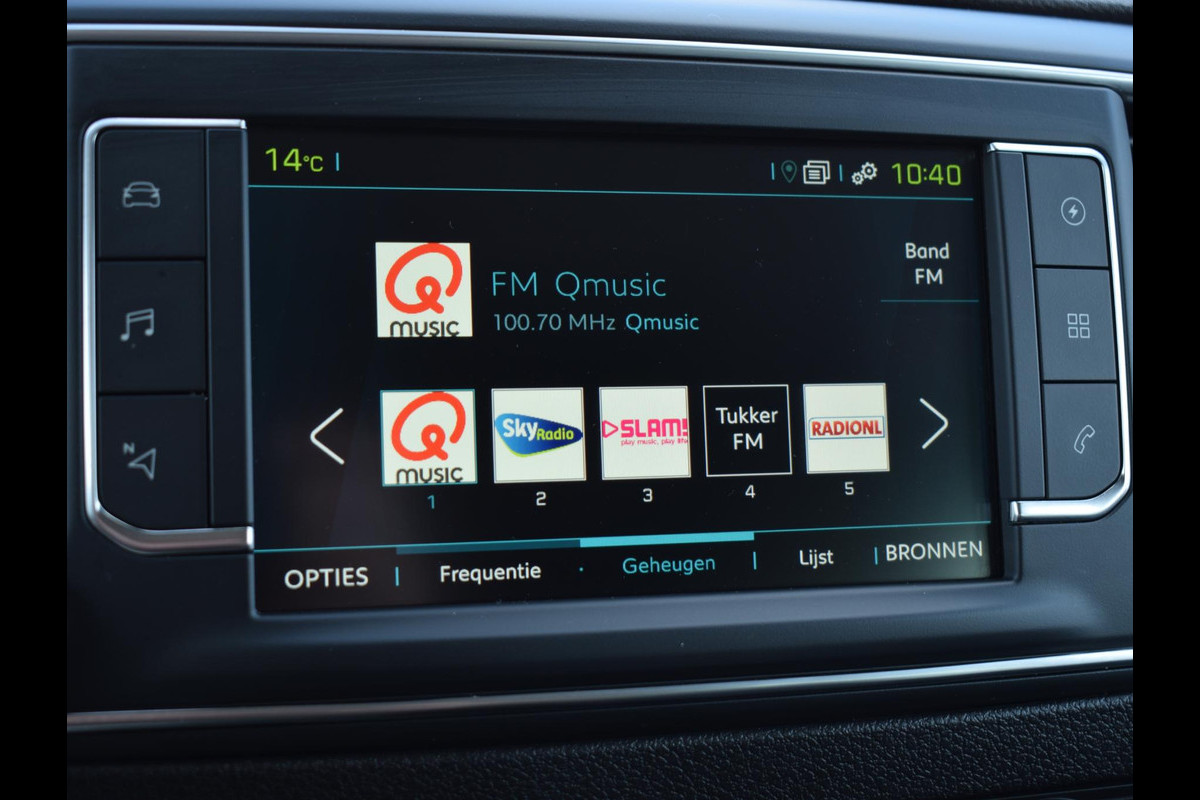 14°C
10:40
Band
FM
Q
MUSIC
FM Qmusic
100.70 MHz Qmusic
Q
MUSIC
Sky Radio
SLAM!
play music, play life
Tukker
FM
RADIONL
1
2
3
4
5
N
OPTIES
Frequentie
Geheugen
Lijst
BRONNEN